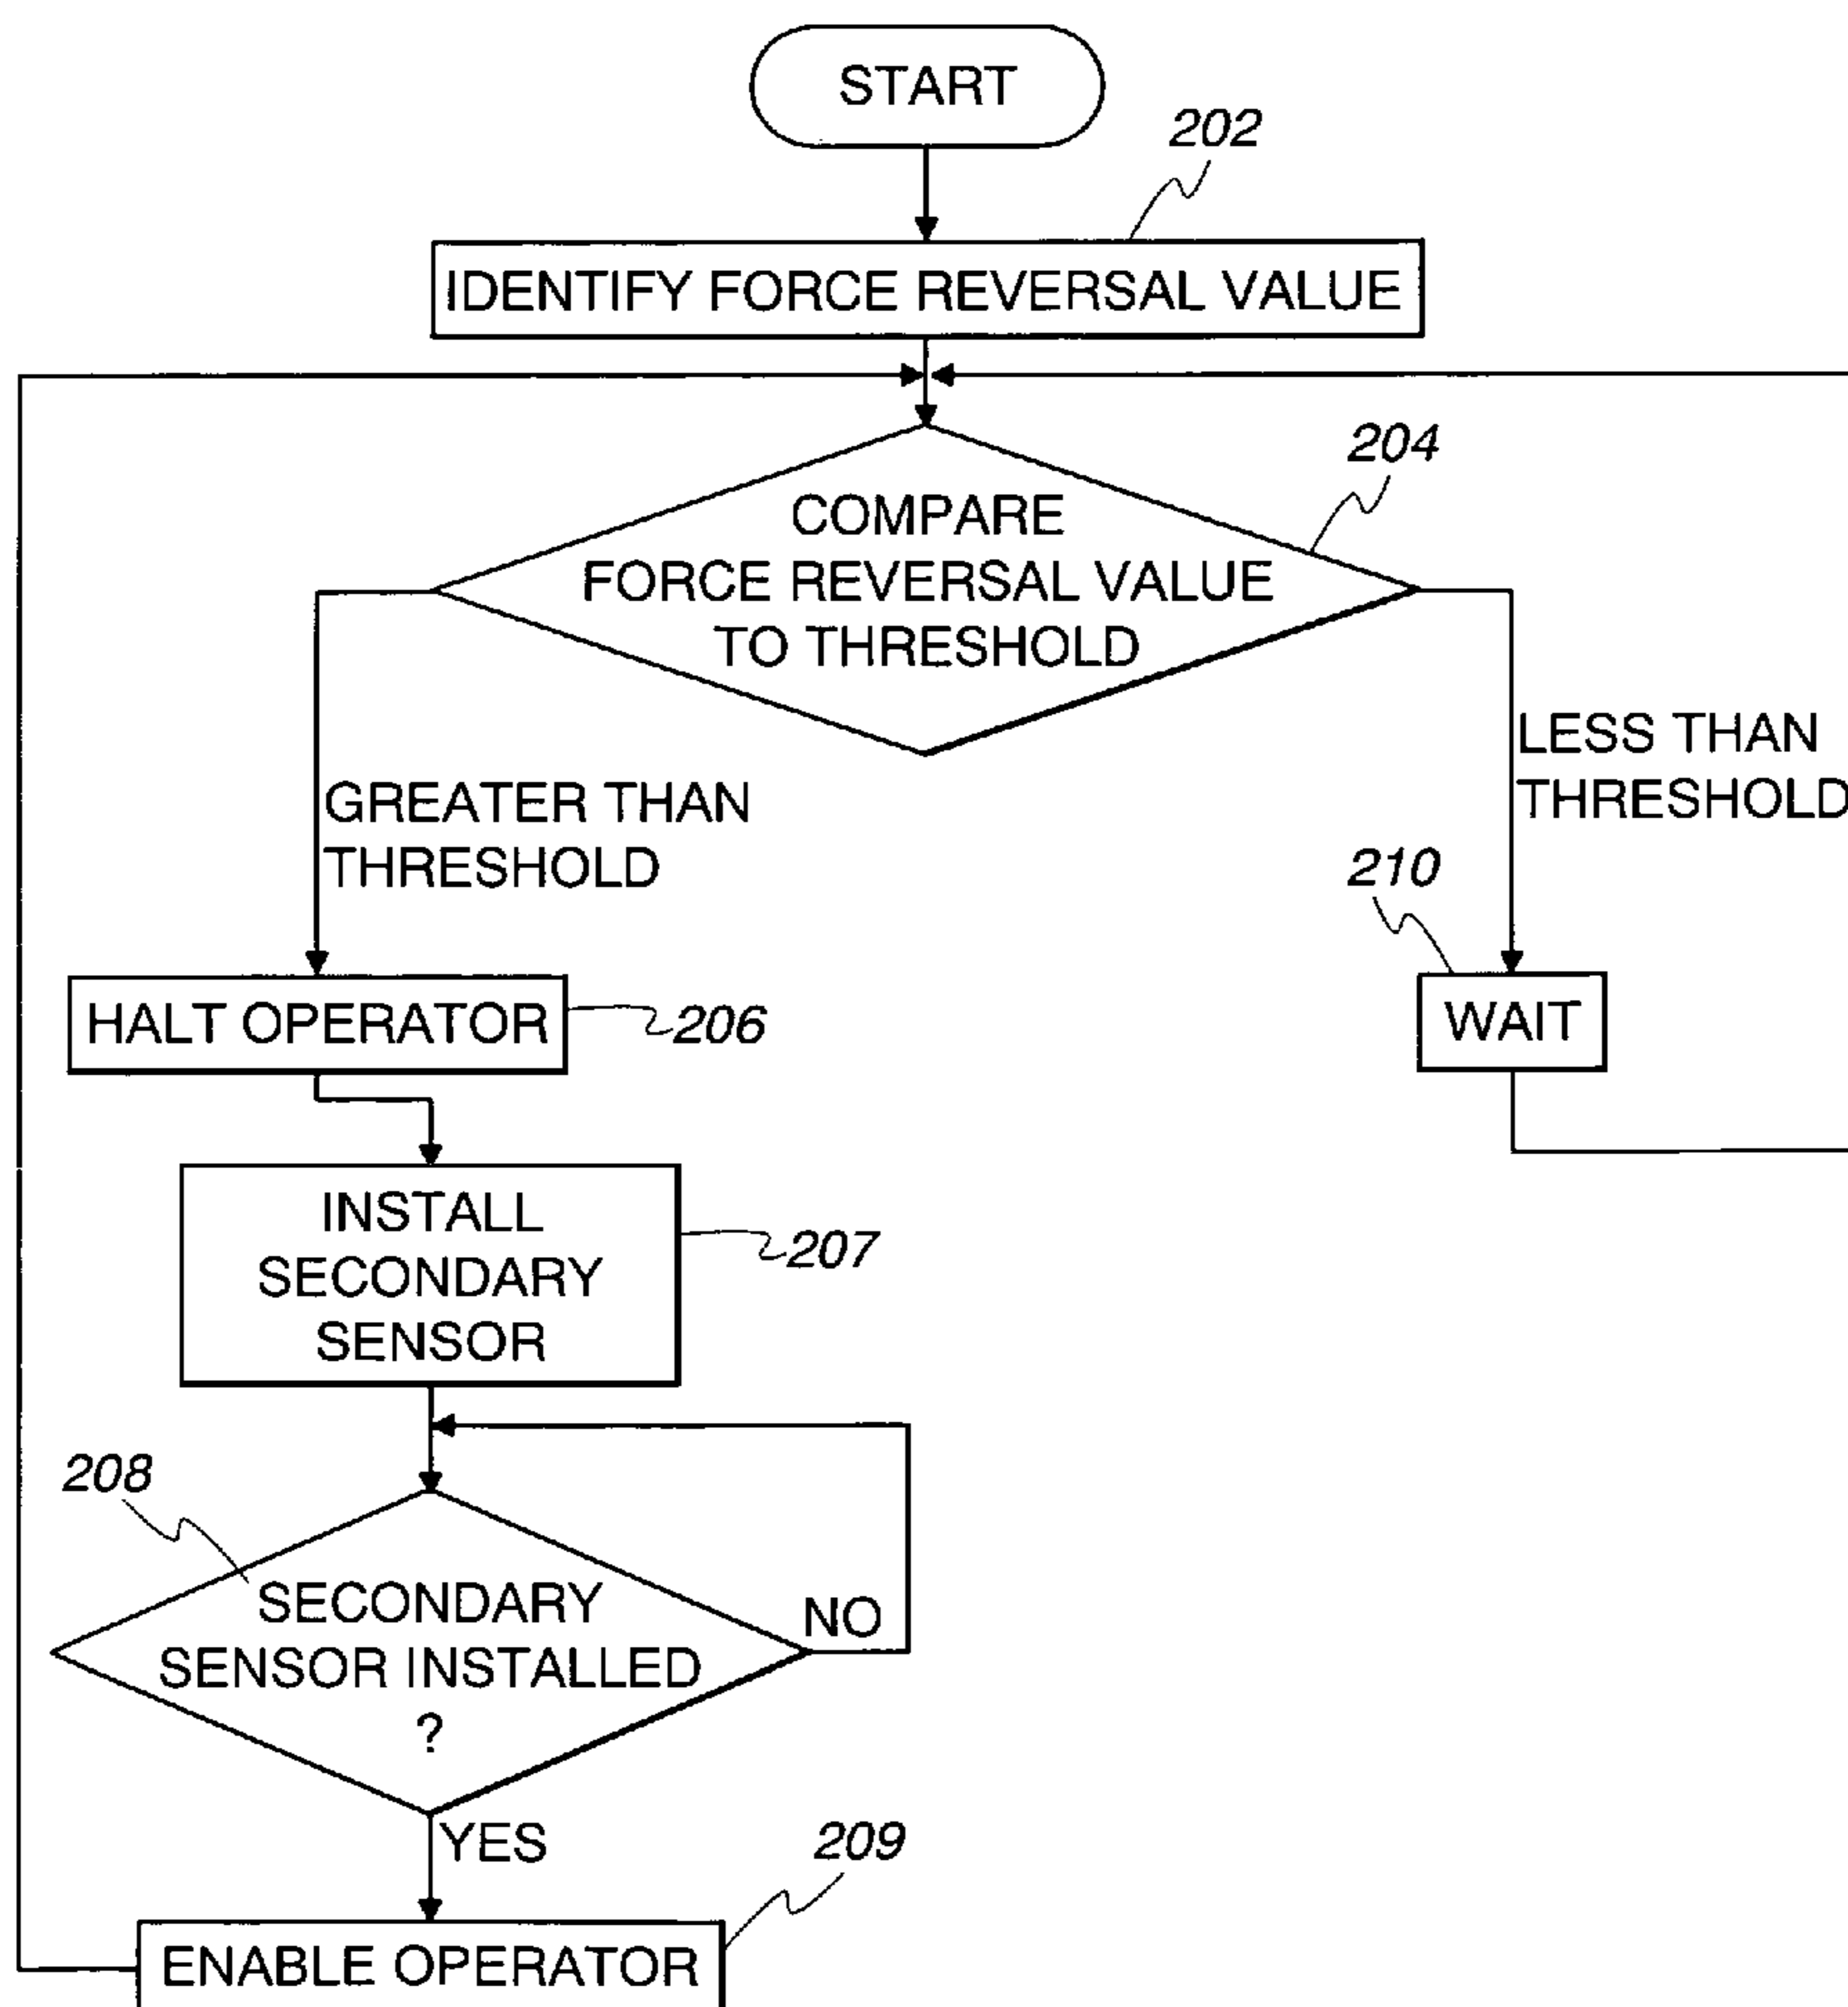 START
202
IDENTIFY FORCE REVERSAL VALUE
204
COMPARE
FORCE REVERSAL VALUE
TO THRESHOLD
GREATER THAN
THRESHOLD
LESS THAN
THRESHOLD
210
HALT OPERATOR
206
WAIT
INSTALL
SECONDARY
SENSOR
207
208
SECONDARY
SENSOR INSTALLED
?
NO
YES
209
ENABLE OPERATOR